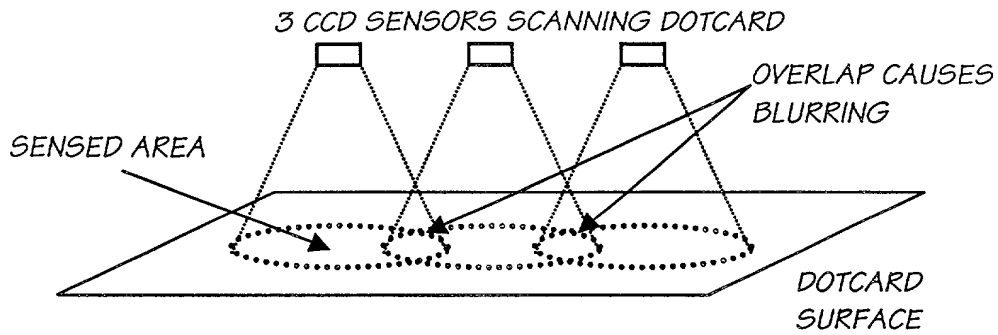 3 CCD SENSORS SCANNING DOTCARD
OVERLAP CAUSES
BLURRING
SENSED AREA
DOTCARD
SURFACE